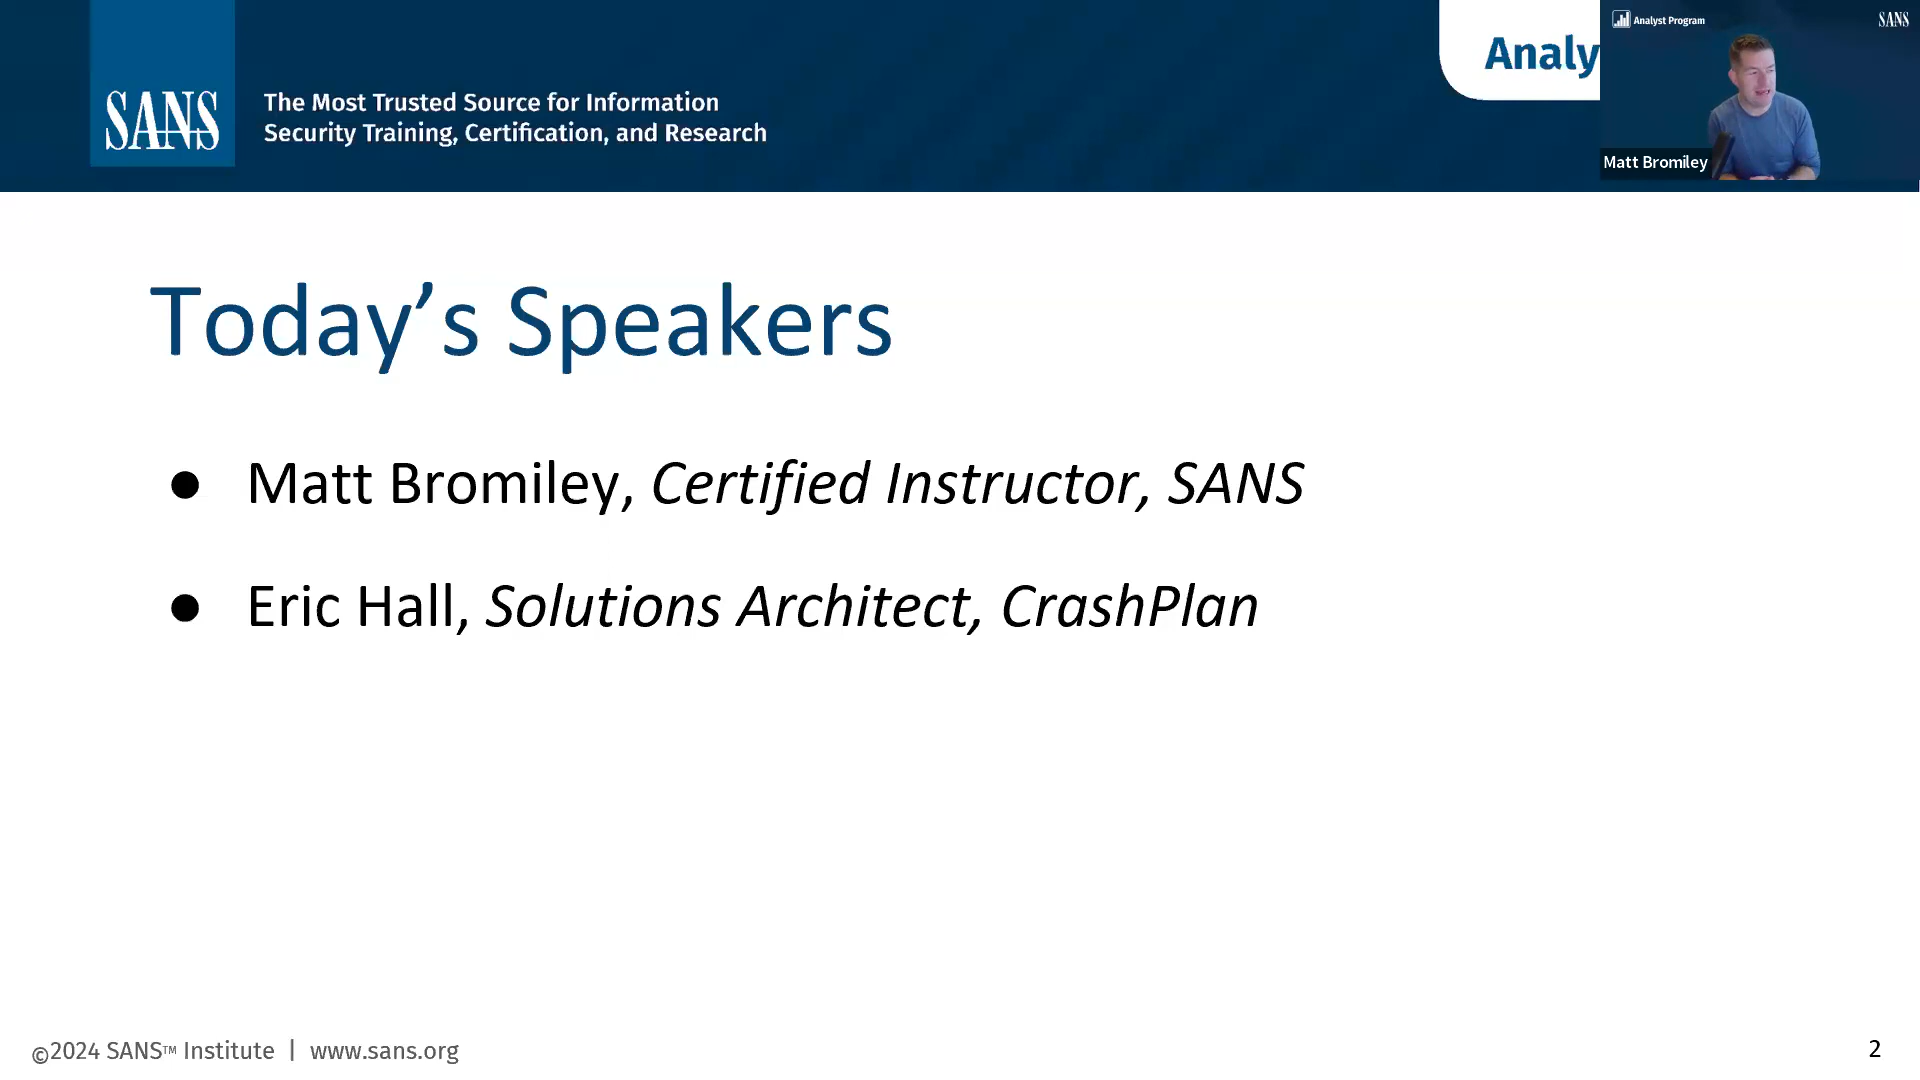 SANS
The Most Trusted Source for Information
Security Training, Certification, and Research
Analy
Analyst Program
SANS
Matt Bromiley
Today’s Speakers
● Matt Bromiley, Certified Instructor, SANS
● Eric Hall, Solutions Architect, CrashPlan
©2024 SANS™ Institute | www.sans.org
2